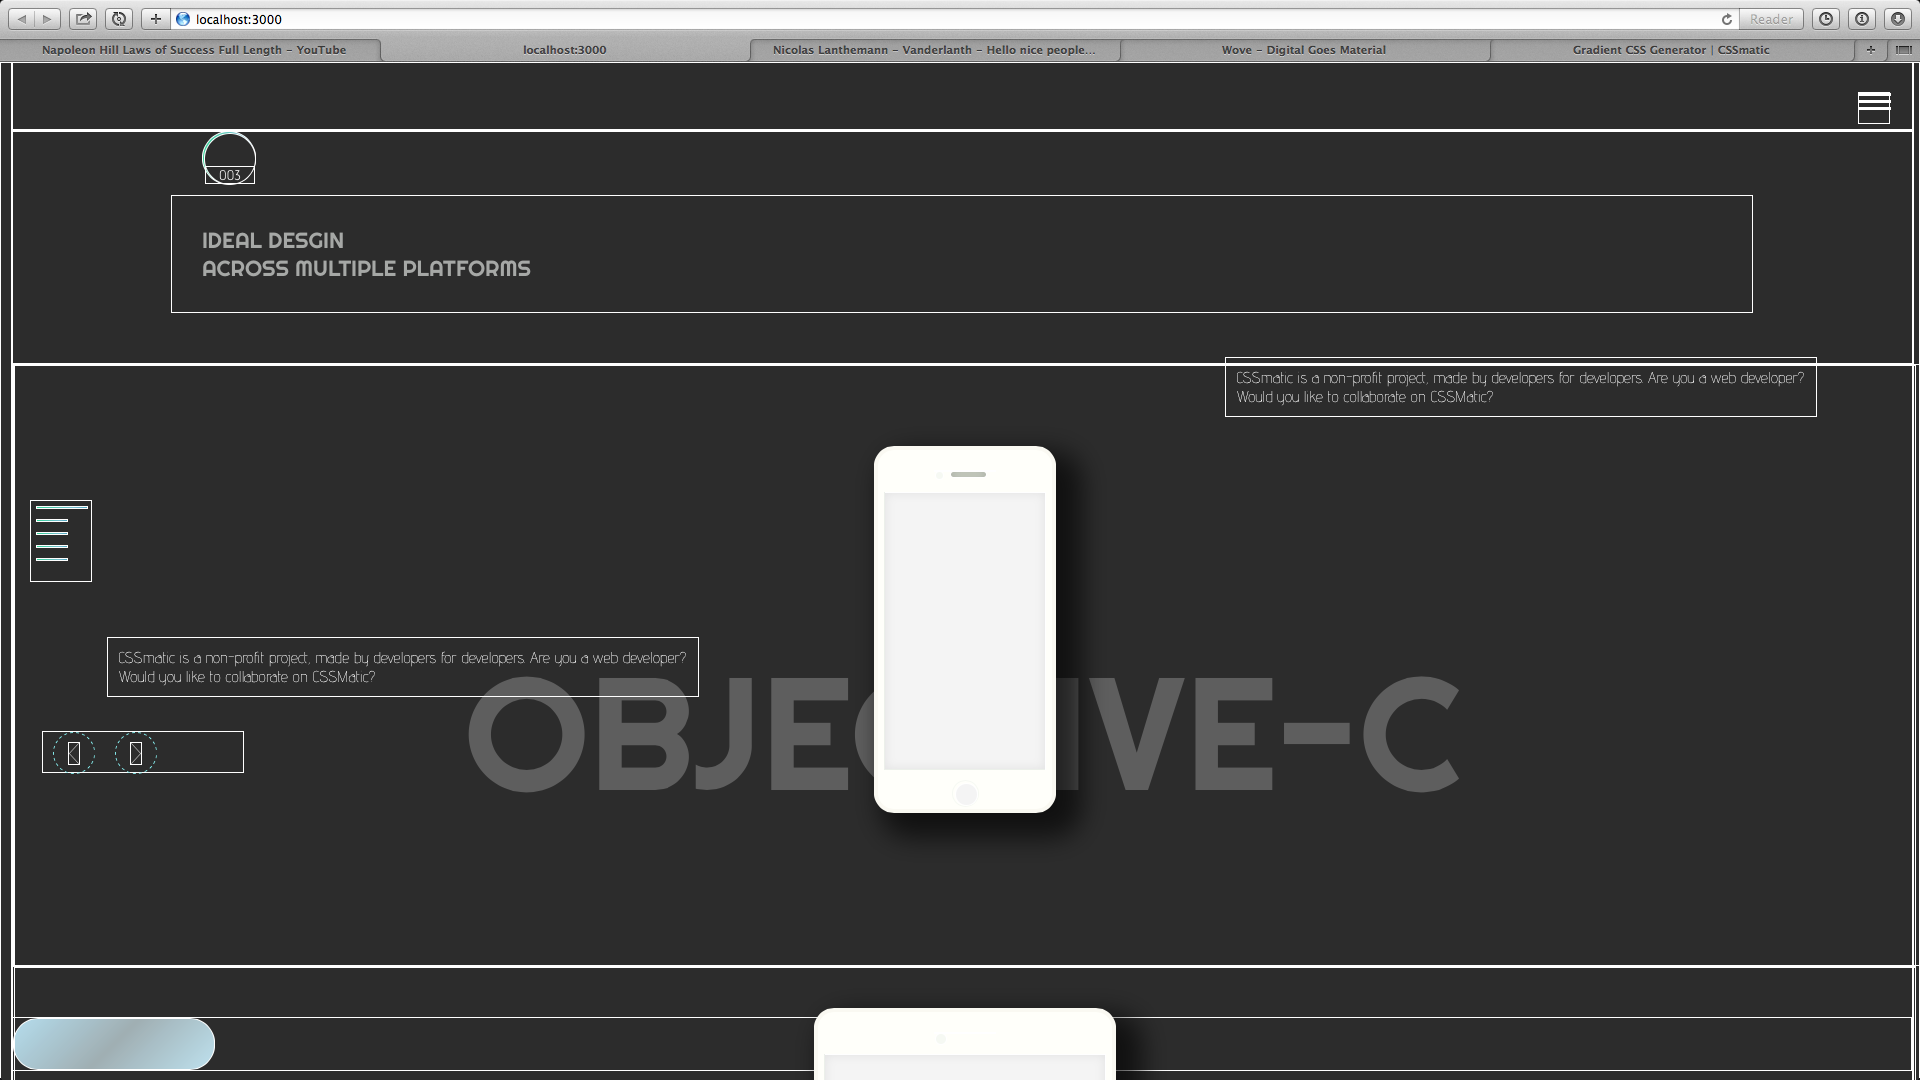 localhost:3000
Reader
Napoleon Hill Laws of Success Full Length – YouTube
localhost:3000
Nicolas Lanthemann – Vanderlanth – Hello nice people...
Wove – Digital Goes Material
Gradient CSS Generator | CSSmatic
003
IDEAL DESGIN
ACROSS MULTIPLE PLATFORMS
CSSmatic is a non-profit project, made by developers for developers. Are you a web developer?
Would you like to collaborate on CSSMatic?
CSSmatic is a non-profit project, made by developers for developers. Are you a web developer?
Would you like to collaborate on CSSMatic?
OBJE IVE-C